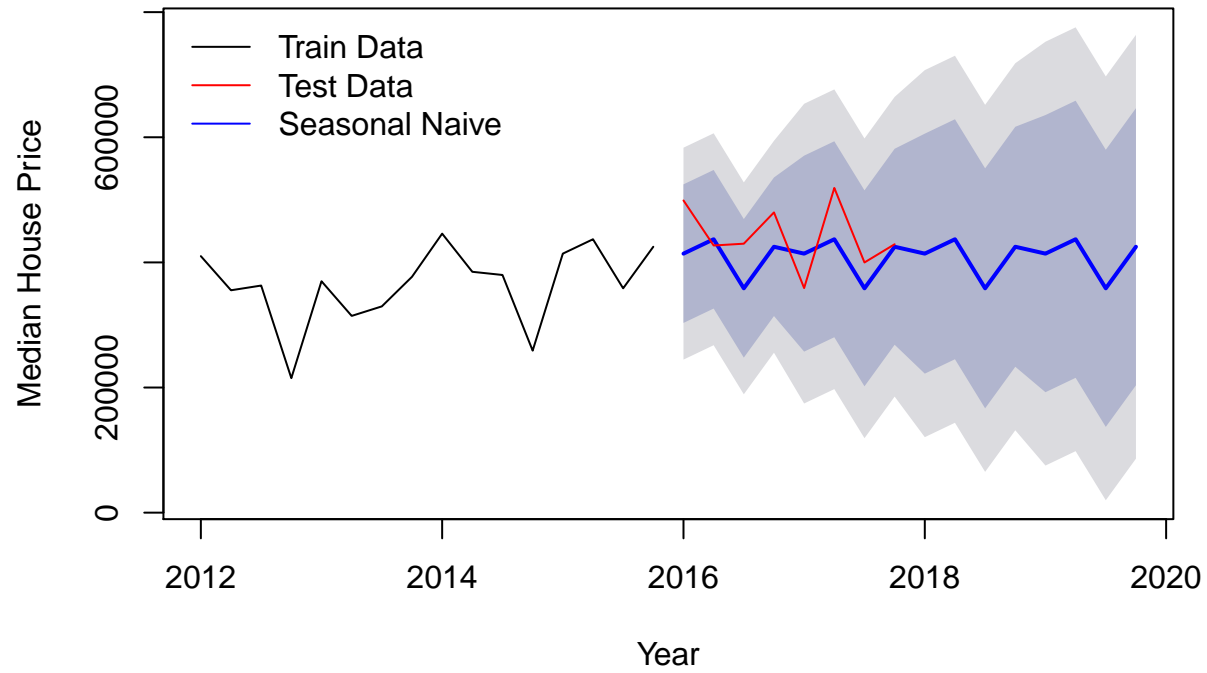 Train Data
Test Data
Seasonal Naive
Median House Price
600000
200000
0
2012 2014 2016 2018 2020
Year